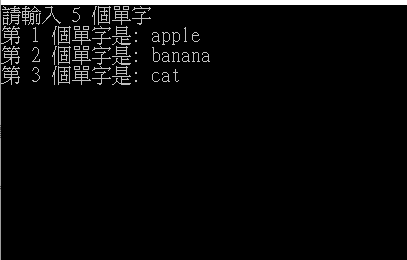 請輸入 5 個單字
第 1 個單字是: apple
第 2 個單字是: banana
第 3 個單字是: cat